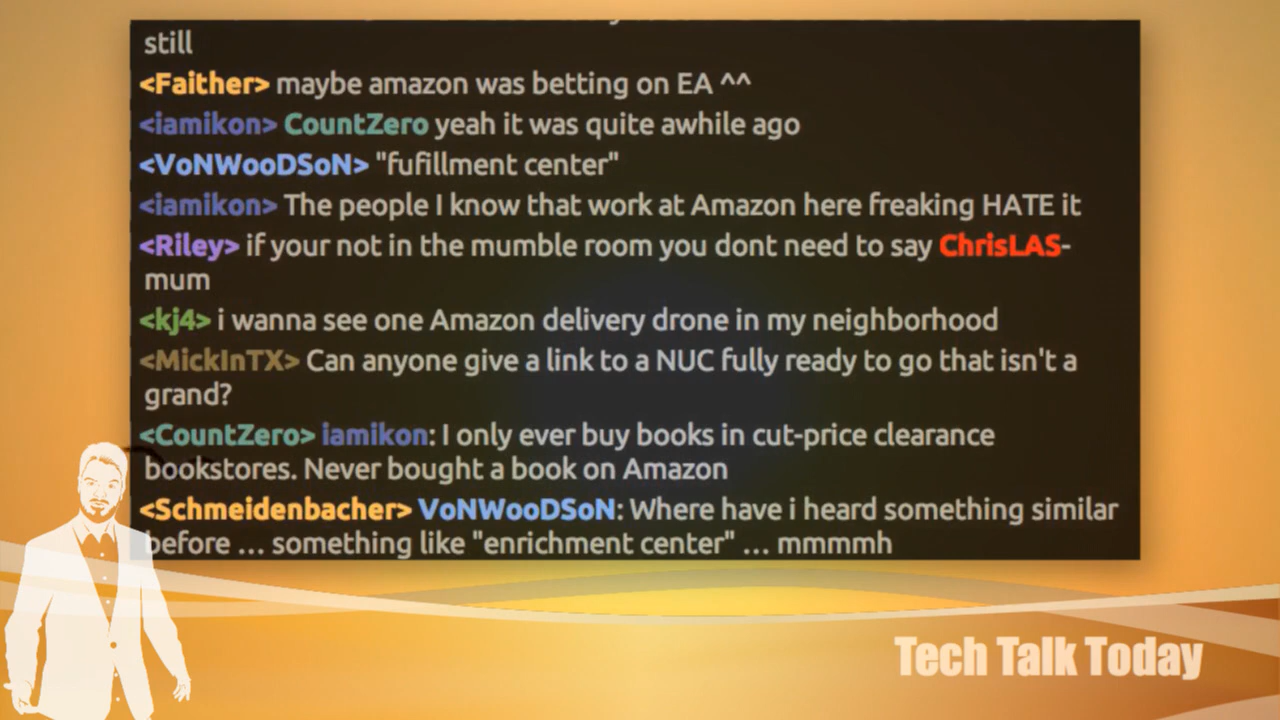 still
<Faither> maybe amazon was betting on EA ^^
<iamikon> CountZero yeah it was quite awhile ago
<VoNWooDSoN> "fufillment center"
<iamikon> The people I know that work at Amazon here freaking HATE it
<Riley> if your not in the mumble room you dont need to say ChrisLAS-
mum
<kj4> i wanna see one Amazon delivery drone in my neighborhood
<MickInTX> Can anyone give a link to a NUC fully ready to go that isn't a
grand?
<CountZero> iamikon: I only ever buy books in cut-price clearance
bookstores. Never bought a book on Amazon
<Schmeidenbacher> VoNWooDSoN: Where have i heard something similar
before ... something like "enrichment center" ... mmmmh
Tech Talk Today